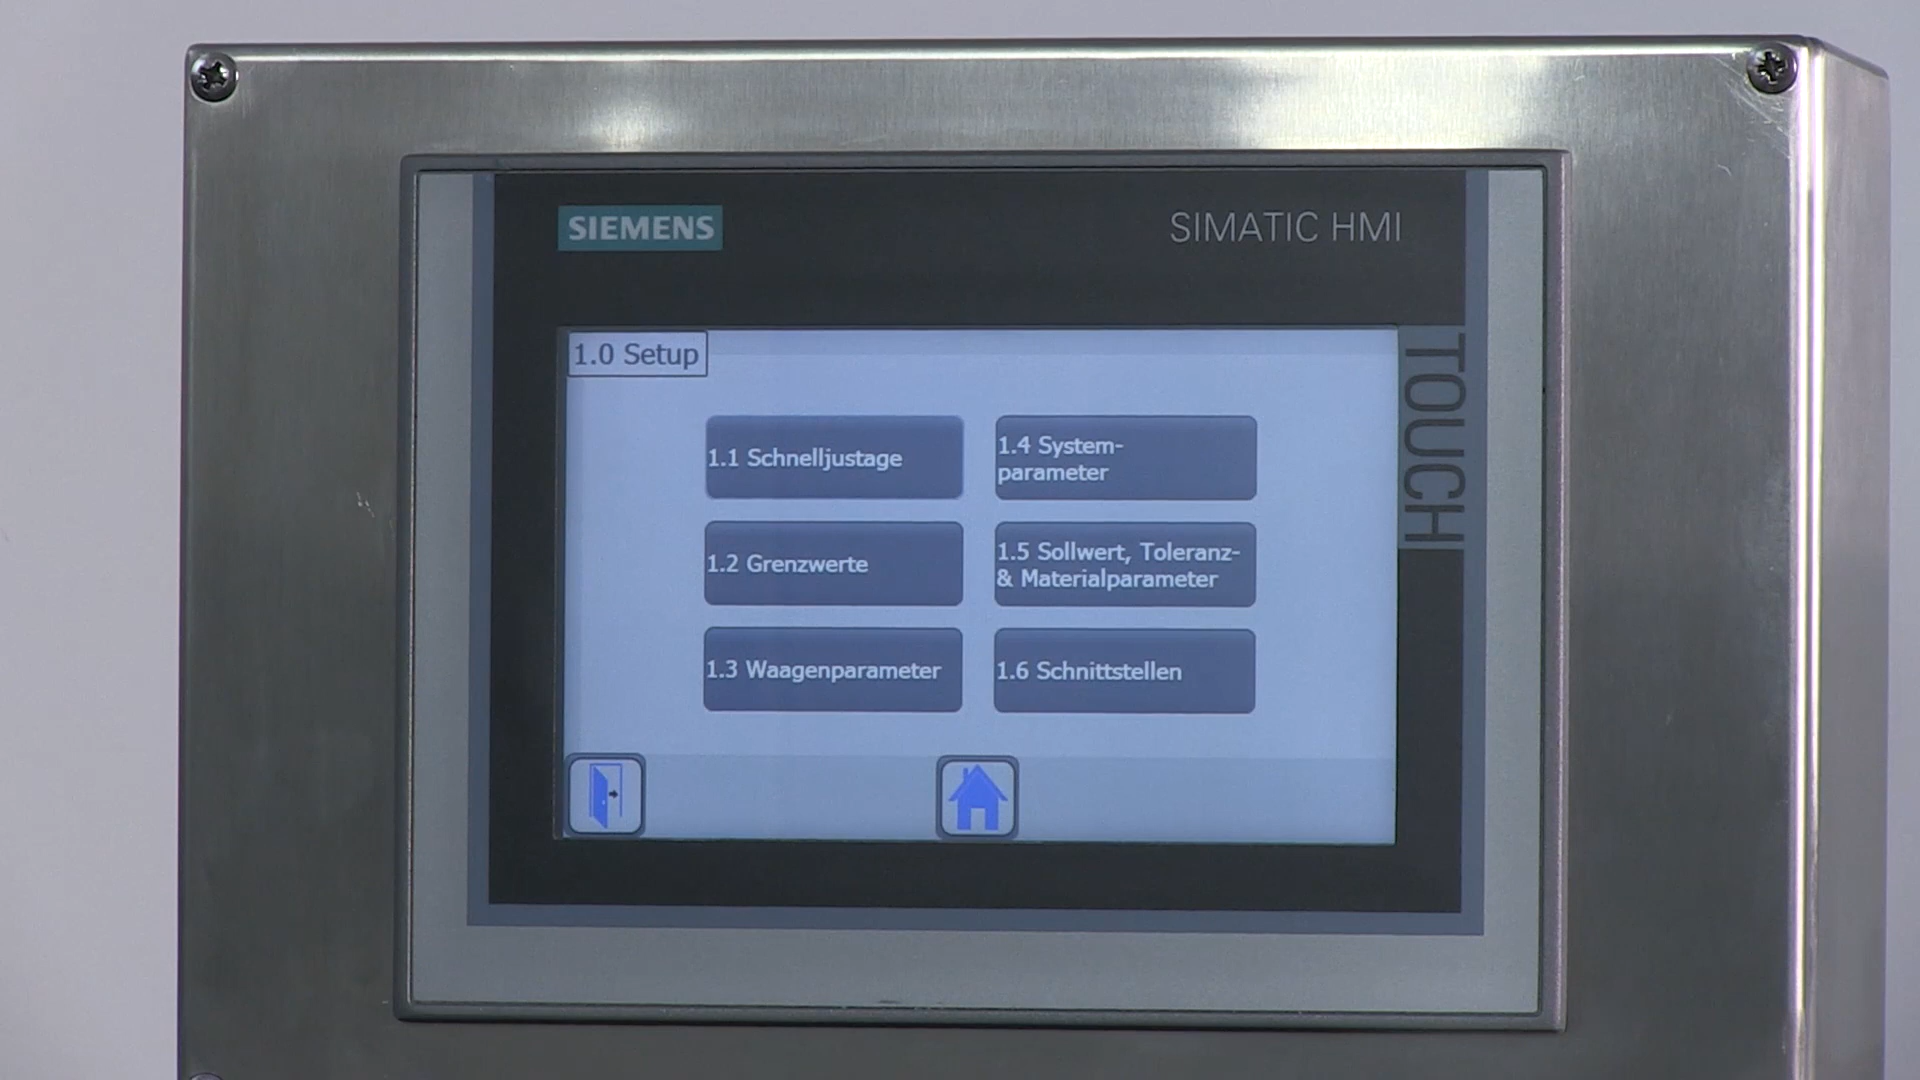 SIEMENS
SIMATIC HMI
TOUCH
1.0 Setup
1.1 Schnelljustage
1.2 Grenzwerte
1.3 Waagenparameter
1.4 System-
parameter
1.5 Sollwert, Toleranz-
& Materialparameter
1.6 Schnittstellen